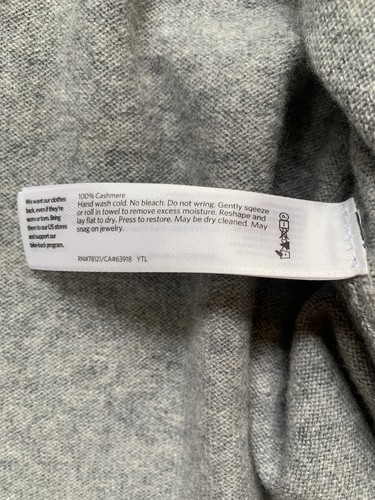 We want our clothes
back, even if they're
worn or torn. Bring
them to our US stores
and support our
take-back program.
100% Cashmere
Hand wash cold. No bleach. Do not wring. Gently squeeze
or roll in towel to remove excess moisture. Reshape and
lay flat to dry. Press to restore. May be dry cleaned. May
snag on jewelry.
RN#78121/CA#63918 YTL